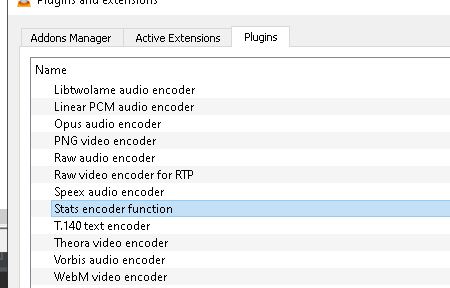 Plugins and extensions
Addons Manager Active Extensions Plugins
Name
Libtwolame audio encoder
Linear PCM audio encoder
Opus audio encoder
PNG video encoder
Raw audio encoder
Raw video encoder for RTP
Speex audio encoder
Stats encoder function
T.140 text encoder
Theora video encoder
Vorbis audio encoder
WebM video encoder